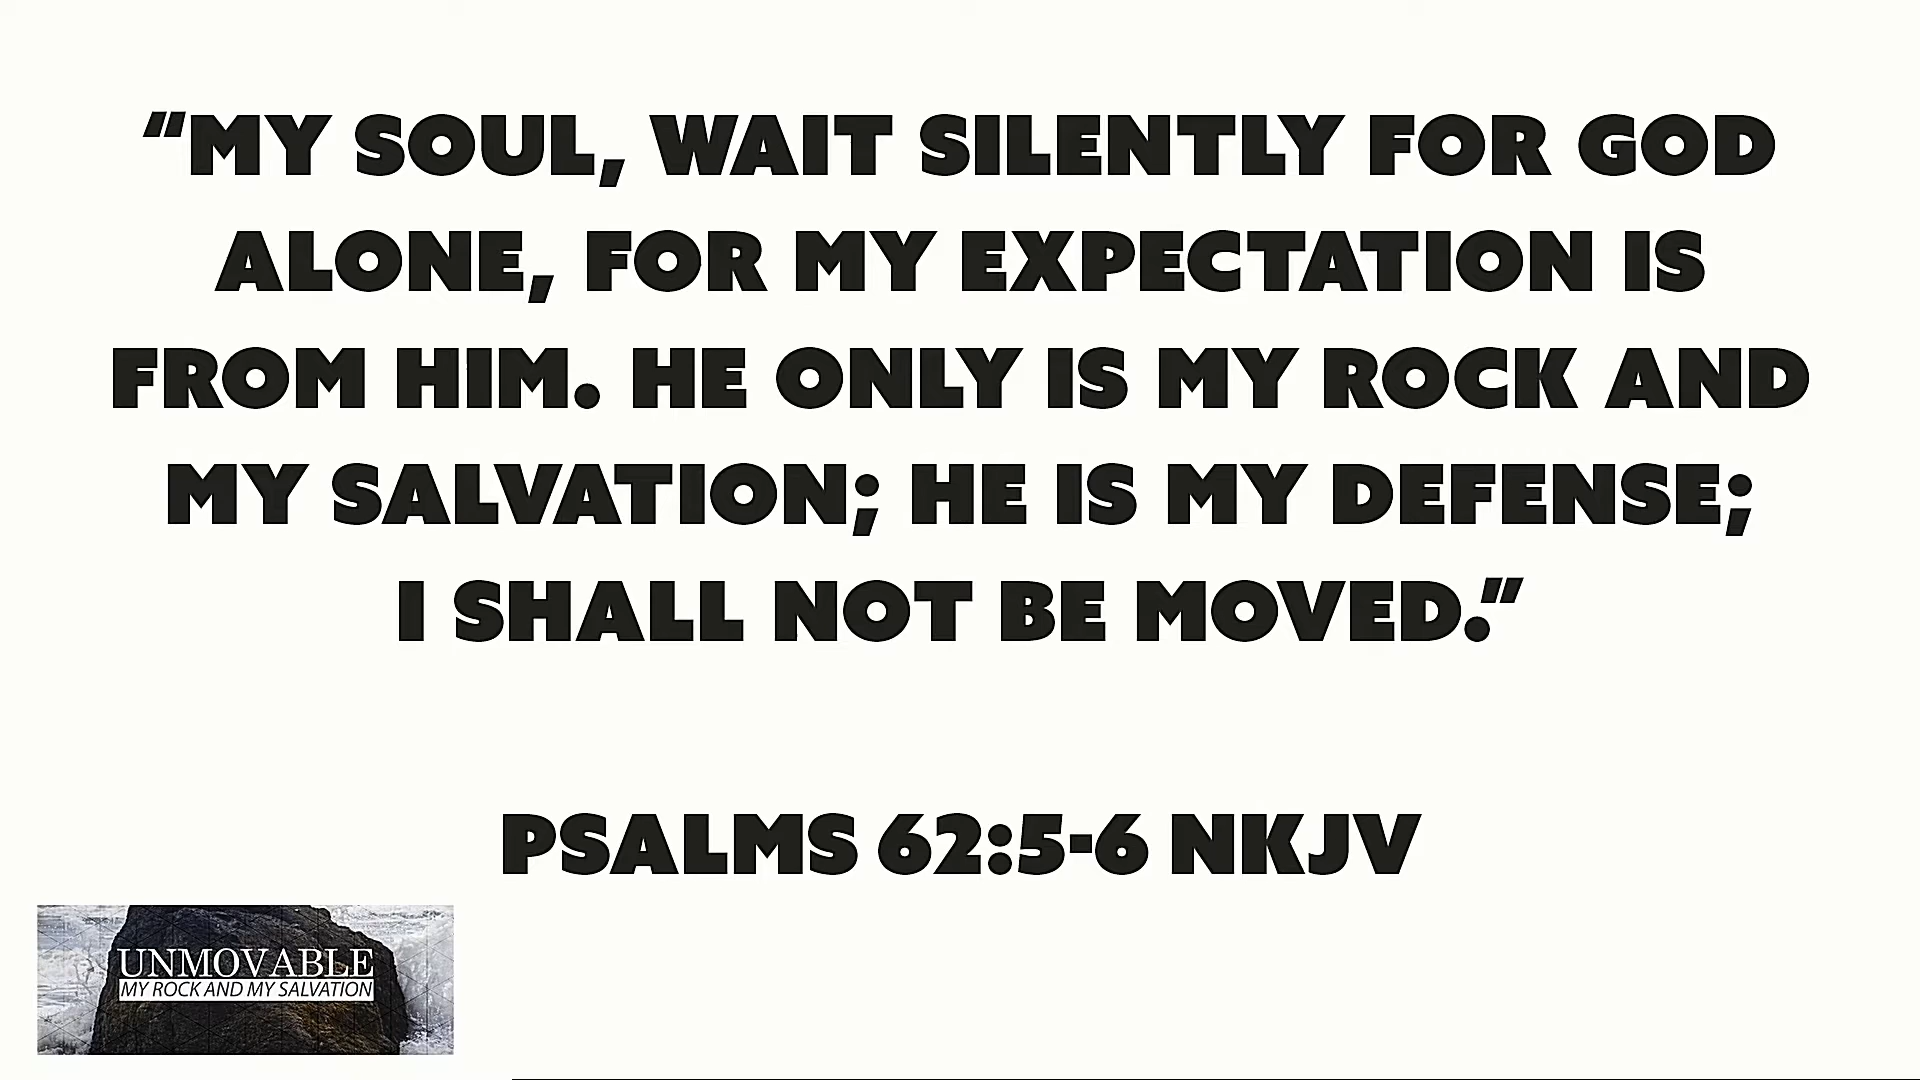 “MY SOUL, WAIT SILENTLY FOR GOD
ALONE, FOR MY EXPECTATION IS
FROM HIM. HE ONLY IS MY ROCK AND
MY SALVATION; HE IS MY DEFENSE;
I SHALL NOT BE MOVED.”
PSALMS 62:5-6 NKJV
UNMOVABLE
MY ROCK AND MY SALVATION